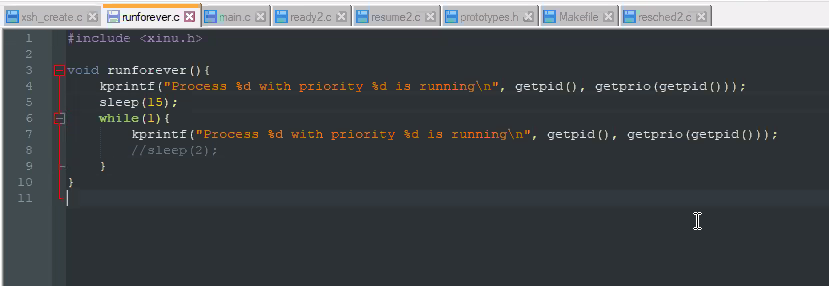 xsh_create.c runforever.c main.c ready2.c resume2.c prototypes.h Makefile resched2.c
1 #include <xinu.h>
2
3 void runforever(){
4 kprintf("Process %d with priority %d is running\n", getpid(), getprio(getpid()));
5 sleep(15);
6 while(1){
7 kprintf("Process %d with priority %d is running\n", getpid(), getprio(getpid()));
8 //sleep(2);
9 }
10 }
11